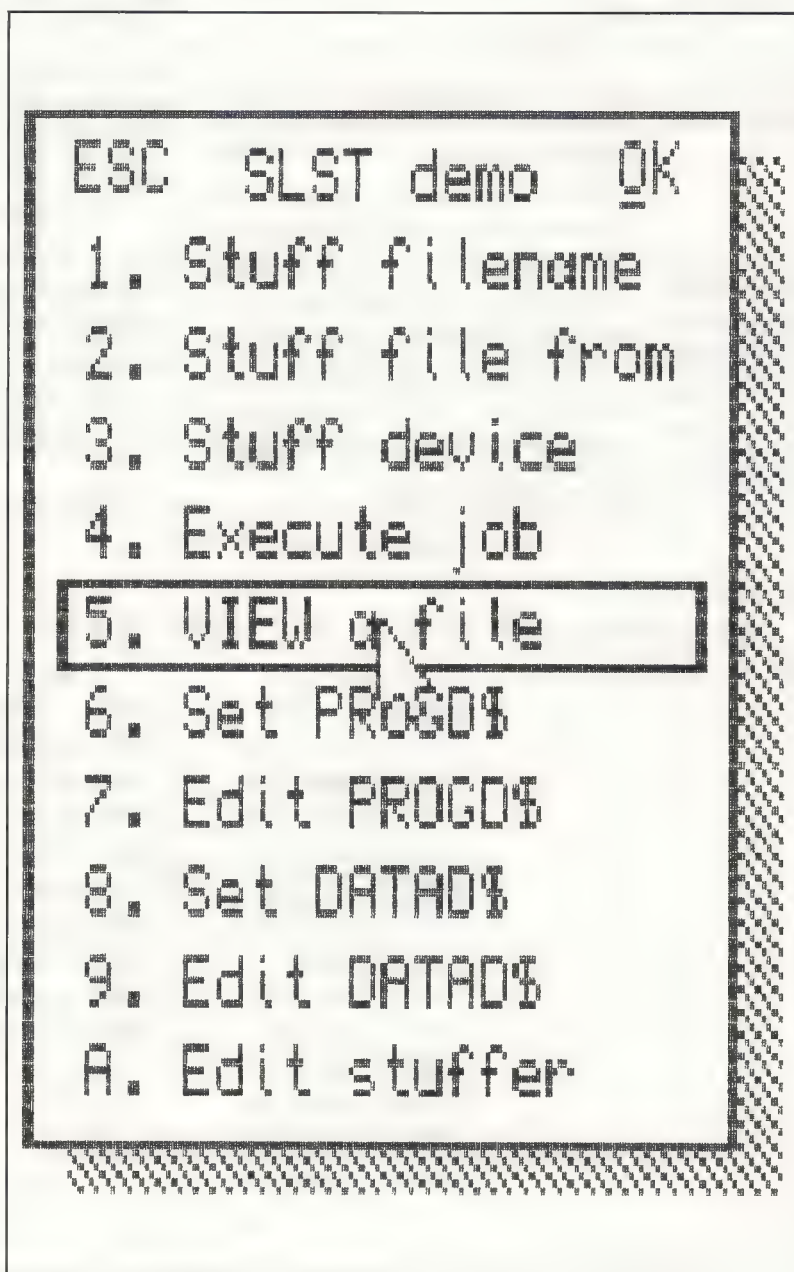 ESC SLST demo OK
1. Stuff filename
2. Stuff file from
3. Stuff device
4. Execute job
5. VIEW a file
6. Set PROGD$
7. Edit PROGD$
8. Set DATAD$
9. Edit DATAD$
A. Edit stuffer